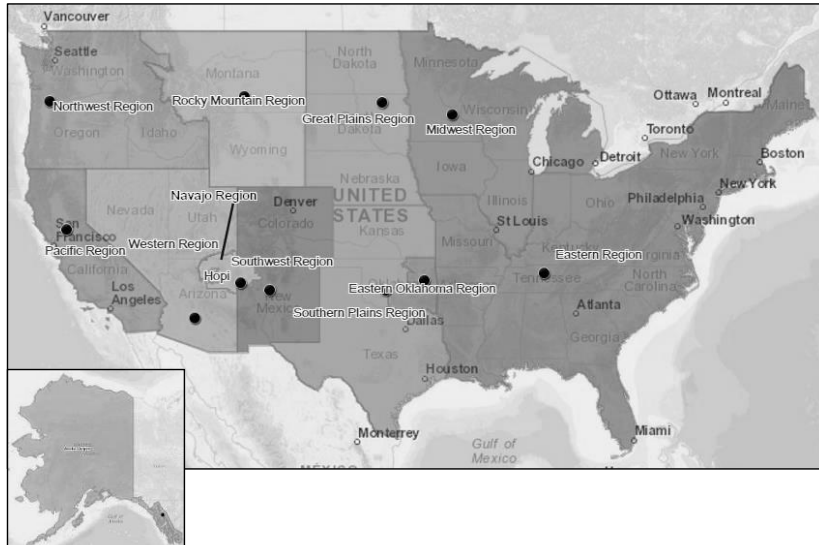 Vancouver
Seattle
Washington
Northwest Region
Oregon
Idaho
Montana
Rocky Mountain Region
Wyoming
North
Dakota
Great Plains Region
Dakota
Nebraska
Minnesota
Wisconsin
Midwest Region
Iowa
Ottawa
Montreal
Maine
Toronto
Boston
Chicago
Detroit
New York
New York
Philadelphia
Washington
Illinois
Ohio
Navajo Region
Nevada
Utah
Denver
Colorado
UNITED
STATES
Kansas
St Louis
Missouri
Kentucky
Virginia
San
Francisco
Pacific Region
California
Western Region
Southwest Region
Hopi
Los
Angeles
Arizona
New
Mexico
Eastern Oklahoma Region
Southern Plains Region
Eastern Region
Tennessee
North
Carolina
Atlanta
Georgia
Dallas
Texas
Houston
Monterrey
Gulf of
Mexico
Miami
MÉXICO